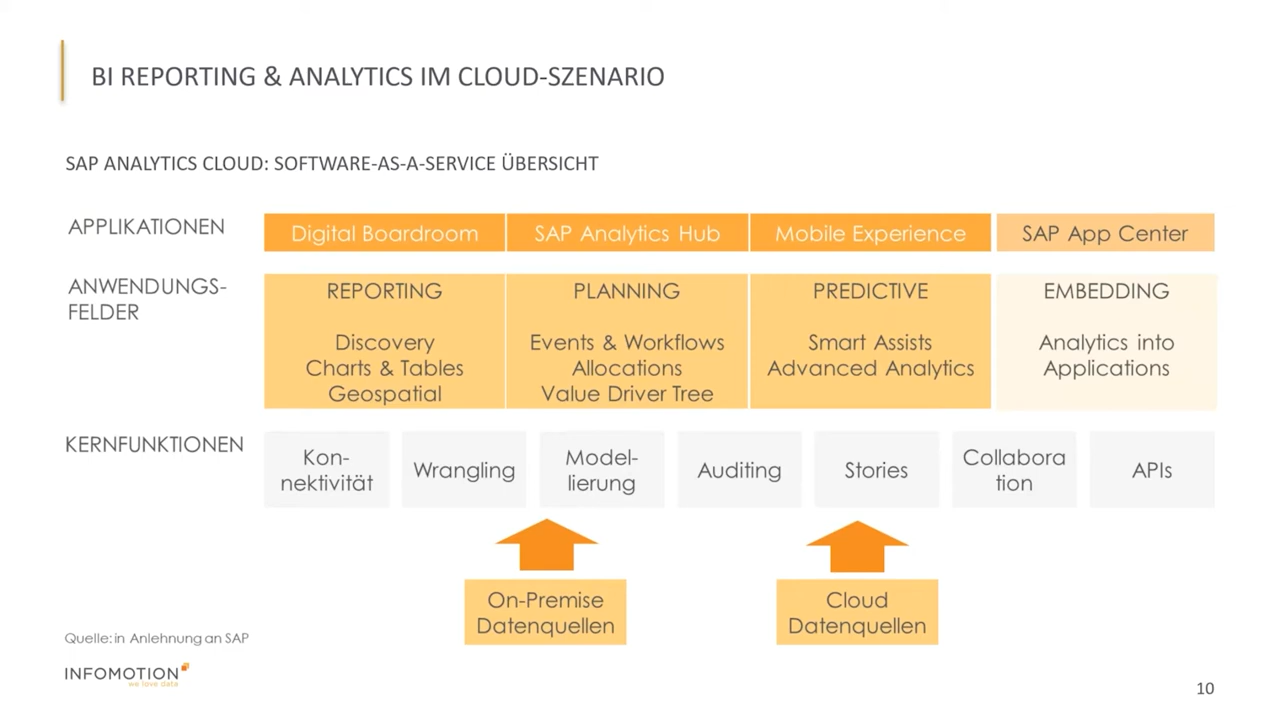 BI REPORTING & ANALYTICS IM CLOUD-SZENARIO
SAP ANALYTICS CLOUD: SOFTWARE-AS-A-SERVICE ÜBERSICHT
APPLIKATIONEN
Digital Boardroom
SAP Analytics Hub
Mobile Experience
SAP App Center
ANWENDUNGS-
FELDER
REPORTING
Discovery
Charts & Tables
Geospatial
PLANNING
Events & Workflows
Allocations
Value Driver Tree
PREDICTIVE
Smart Assists
Advanced Analytics
EMBEDDING
Analytics into
Applications
KERNFUNKTIONEN
Kon-
nektivität
Wrangling
Model-
lierung
Auditing
Stories
Collabora
tion
APIs
On-Premise
Datenquellen
Cloud
Datenquellen
Quelle: in Anlehnung an SAP
INFOMOTION
we love data
10